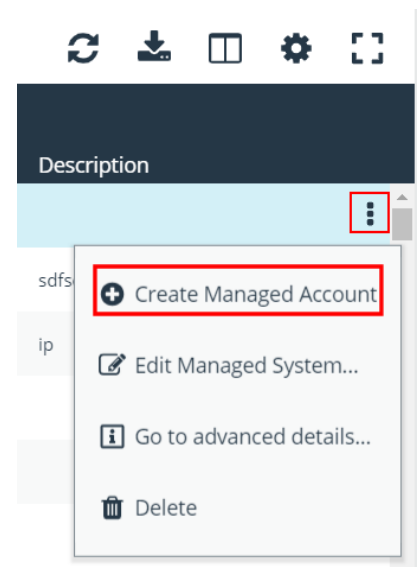 Description
sdfs
Create Managed Account
ip
Edit Managed System...
Go to advanced details...
Delete